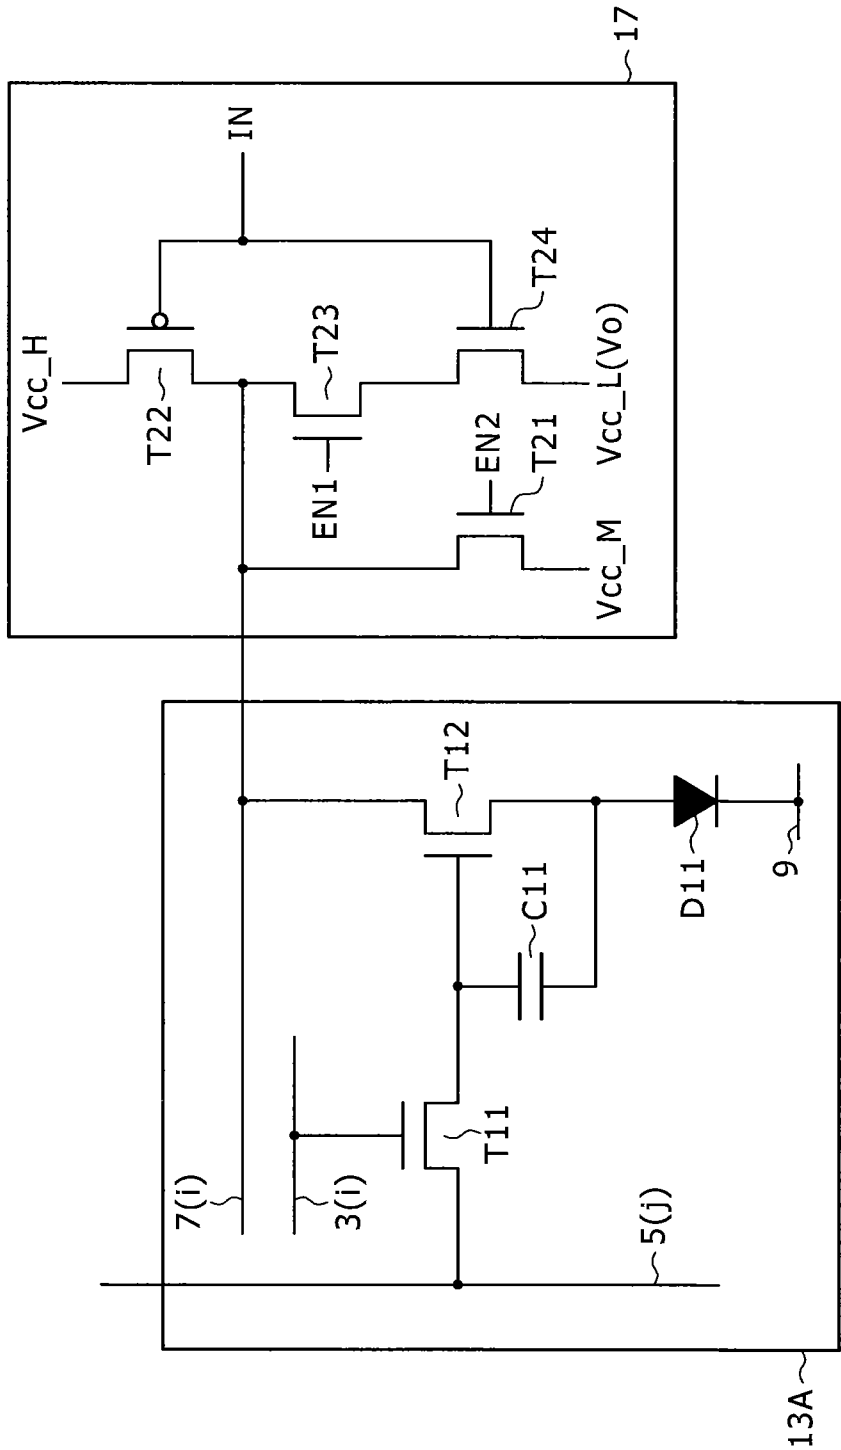 17
IN
Vcc_H
T22
T23
T24
EN1
EN2
T21
Vcc_L(Vo)
Vcc_M
T12
C11
D11
9
7(i)
3(i)
T11
5(j)
13A